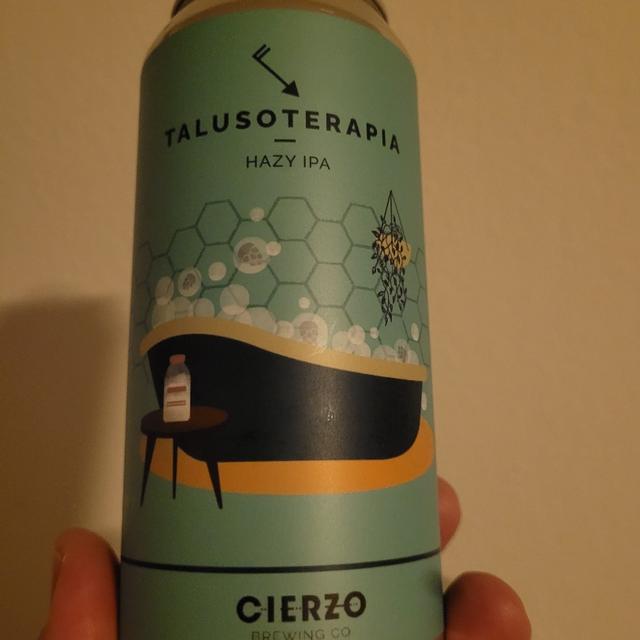 TALUSOTERAPIA
HAZY IPA
CIERZO
BREWING CO